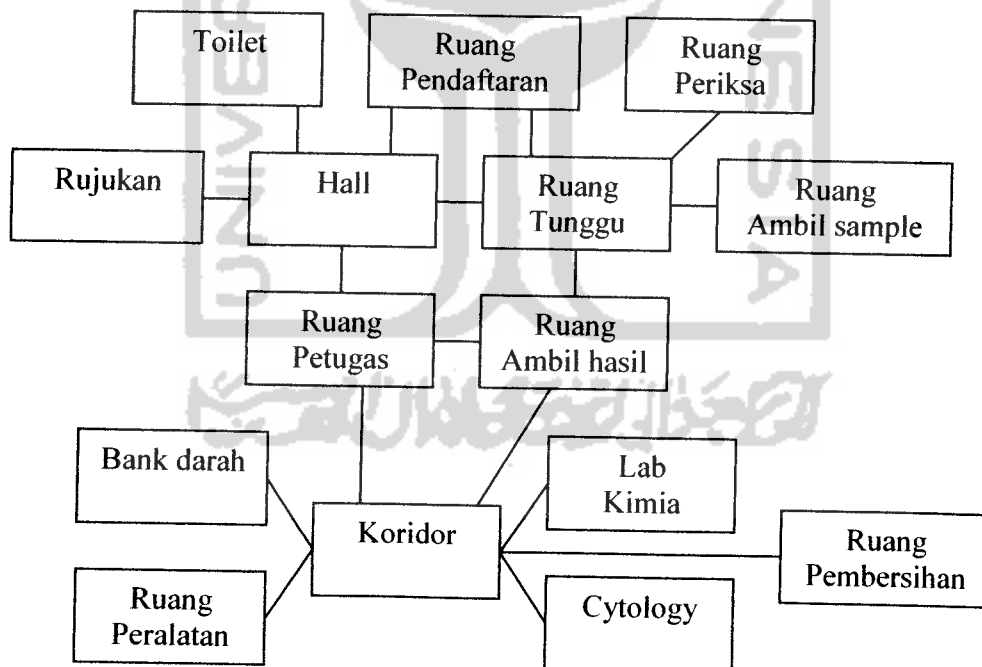 Toilet
Ruang
Pendaftaran
Ruang
Periksa
Rujukan
Hall
Ruang
Tunggu
Ruang
Ambil sample
Ruang
Petugas
Ruang
Ambil hasil
Bank darah
Lab
Kimia
Koridor
Ruang
Pembersihan
Ruang
Peralatan
Cytology